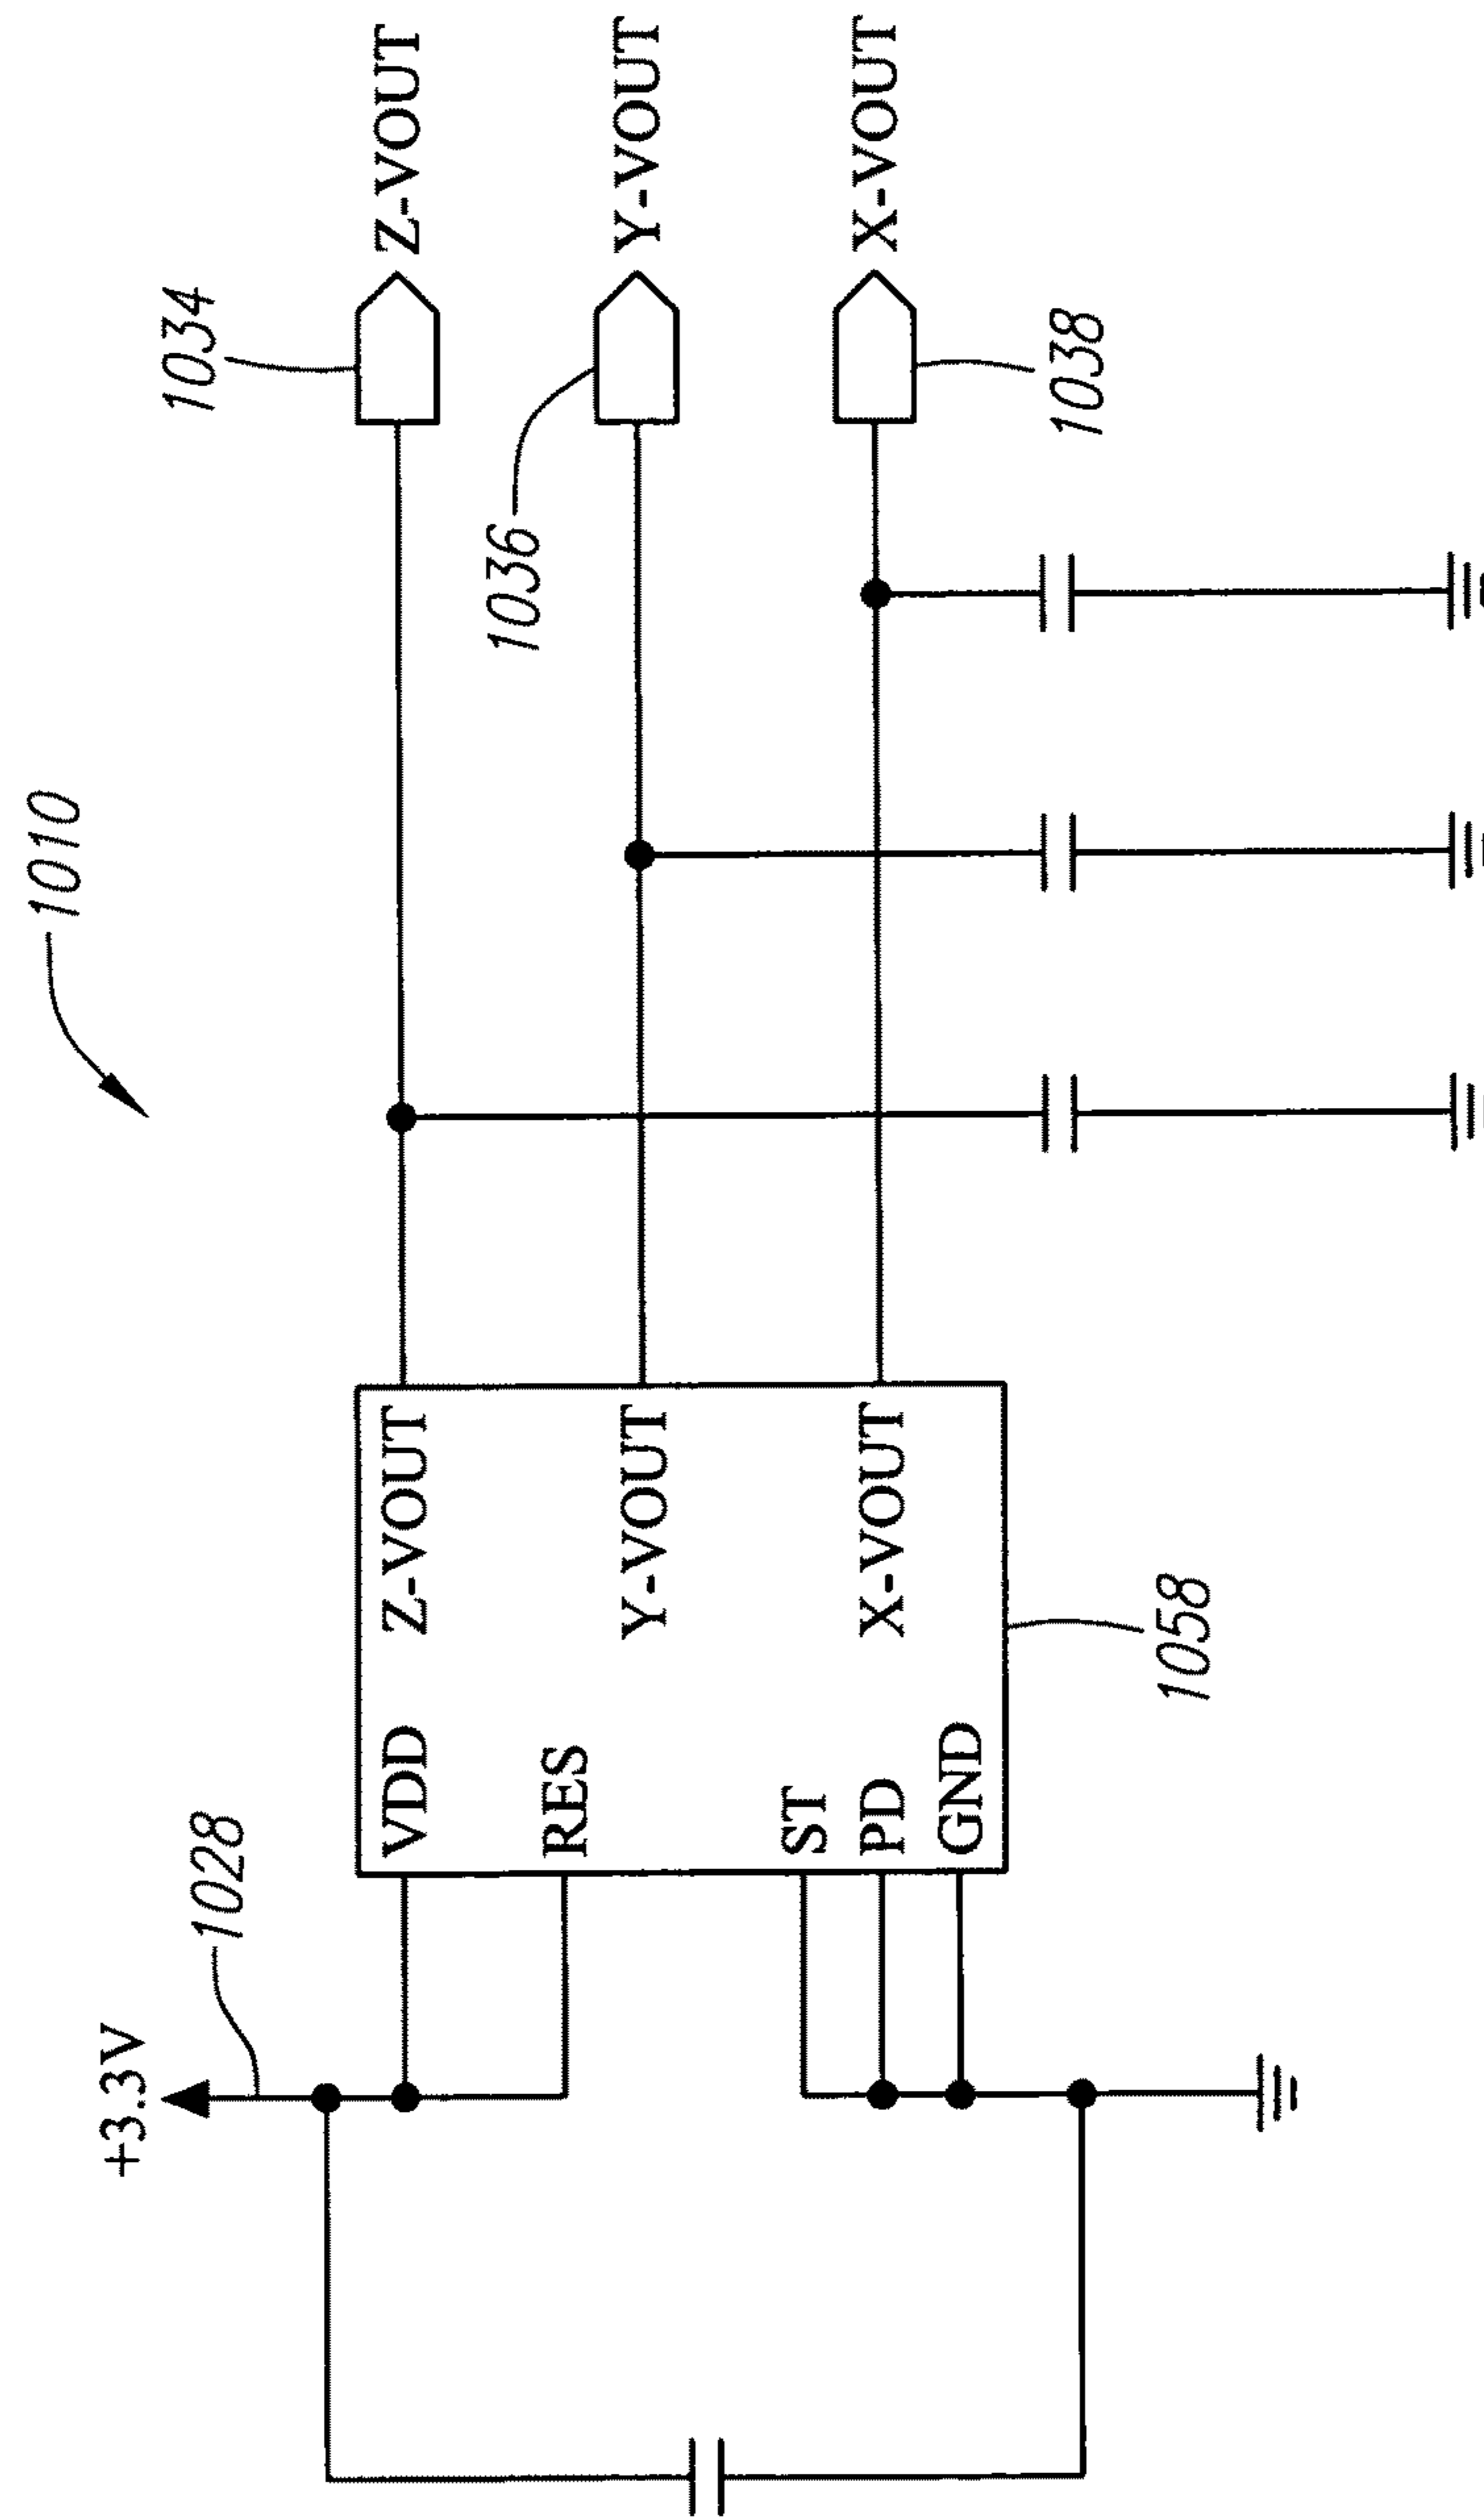 1010
+3.3V
1028
VDD
RES
ST
PD
GND
Z-VOUT
Y-VOUT
X-VOUT
1058
1034
Z-VOUT
1036
Y-VOUT
1038
X-VOUT